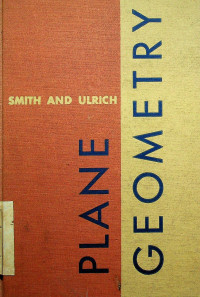 SMITH AND ULRICH
PLANE
GEOMETRY